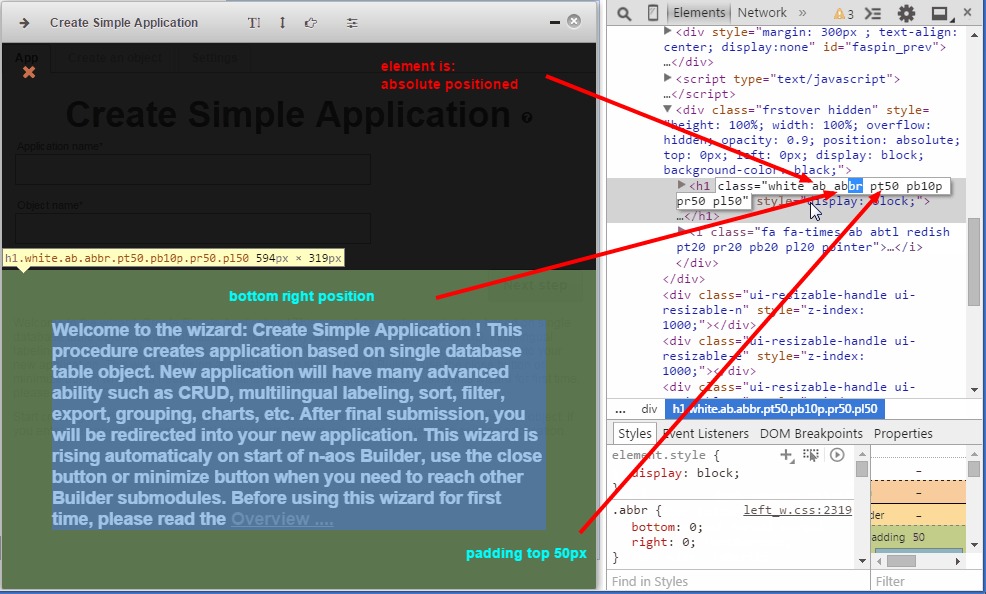 Create Simple Application
App
Create an object
Settings
element is:
absolute positioned
Create Simple Application
Application name*
Object name*
h1.white.ab.abbr.pt50.pb10p.pr50.pl50 594px × 319px
bottom right position
Next step
Welcome to the wizard: Create Simple Application ! This
procedure creates application based on single database
table object. New application will have many advanced
ability such as CRUD, multilingual labeling, sort, filter,
export, grouping, charts, etc. After final submission, you
will be redirected into your new application. This wizard is
rising automaticaly on start of n-aos Builder, use the close
button or minimize button when you need to reach other
Builder submodules. Before using this wizard for first
time, please read the Overview ....
padding top 50px
Elements Network » 3
<div style="margin: 300px ; text-align:
center; display:none" id="faspin_prev">
…</div>
<script type="text/javascript">
…</script>
<div class="frstover hidden" style=
"height: 100%; width: 100%; overflow:
hidden; opacity: 0.9; position: absolute;
top: 0px; left: 0px; display: block;
background-color: black;">
<h1 class="white ab abbr pt50 pb10p
pr50 pl50" style="display: block;">
…</h1>
<i class="fa fa-times ab abtl redish
pt20 pr20 pb20 pl20 pointer">…</i>
</div>
</div>
<div class="ui-resizable-handle ui-
resizable-n" style="z-index:
1000;"></div>
<div class="ui-resizable-handle ui-
resizable-e" style="z-index:
1000;"></div>
<div class="ui-resizable-handle ui-
... div h1.white.ab.abbr.pt50.pb10p.pr50.pl50
Styles Event Listeners DOM Breakpoints Properties
element.style {
display: block;
}
.abbr { left_w.css:2319
bottom: 0;
right: 0;
}
Find in Styles
–
–
der –
adding 50
Filter